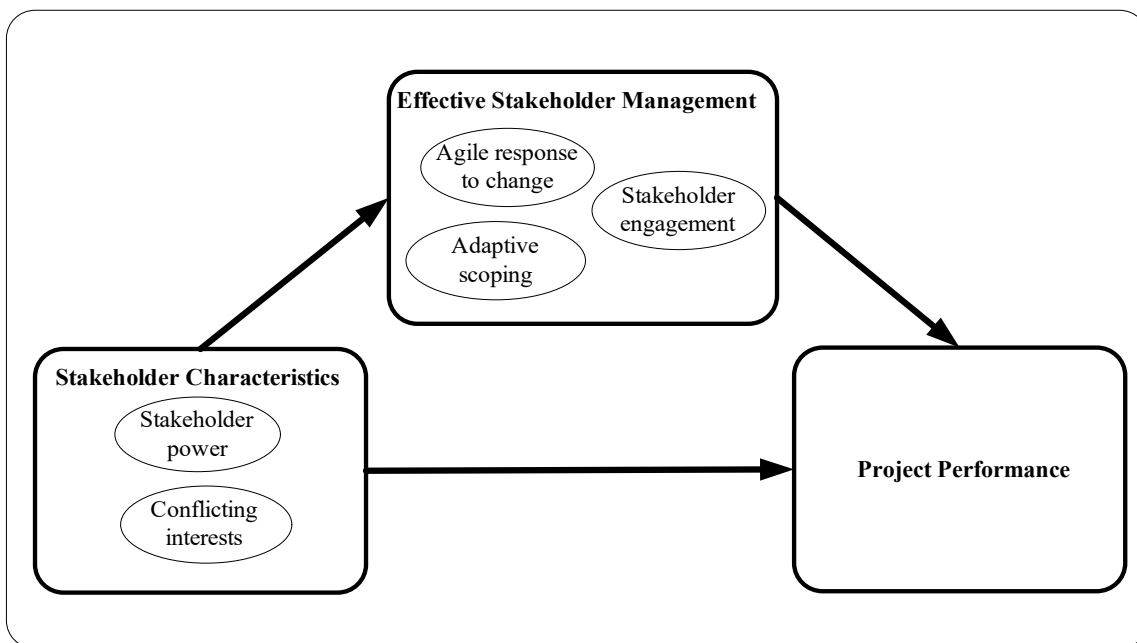 Effective Stakeholder Management
Agile response
to change
Stakeholder
engagement
Adaptive
scoping
Stakeholder Characteristics
Stakeholder
power
Conflicting
interests
Project Performance